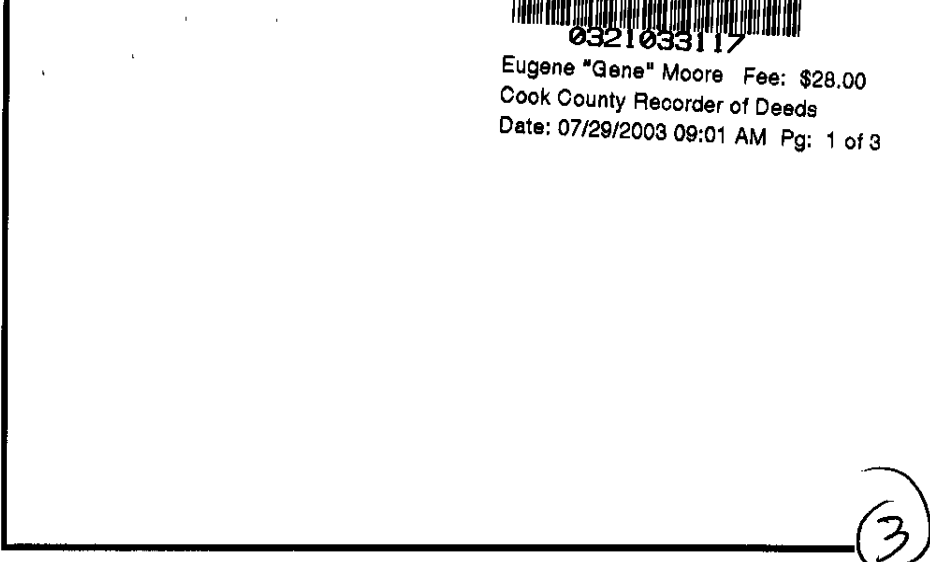 0321033117
Eugene "Gene" Moore Fee: $28.00
Cook County Recorder of Deeds
Date: 07/29/2003 09:01 AM Pg: 1 of 3
3